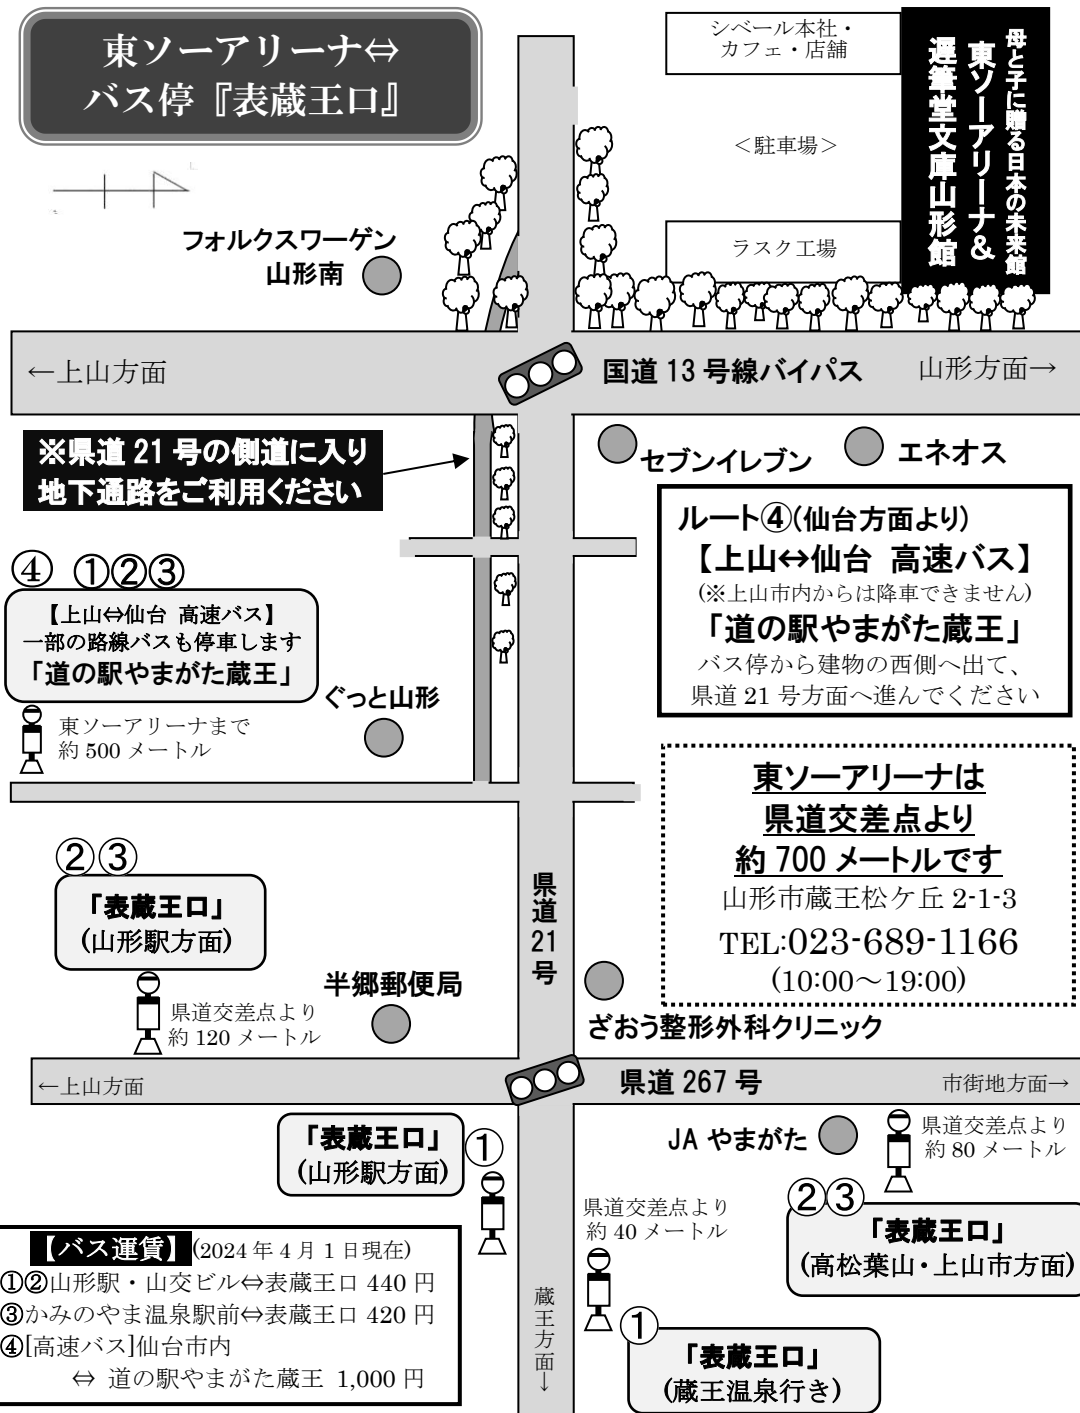 東ソーアリーナ⇔
バス停『表蔵王口』
シベール本社・
カフェ・店舗
<駐車場>
ラスク工場
母と子に贈る日本の未来館
東ソーアリーナ&
遅筆堂文庫山形館
フォルクスワーゲン
山形南
←上山方面
国道 13 号線バイパス
山形方面→
※県道 21 号の側道に入り
地下通路をご利用ください
セブンイレブン
エネオス
ルート④(仙台方面より)
【上山↔仙台 高速バス】
(※上山市内からは降車できません)
「道の駅やまがた蔵王」
バス停から建物の西側へ出て、
県道 21 号方面へ進んでください
④ ①②③
【上山⇔仙台 高速バス】
一部の路線バスも停車します
「道の駅やまがた蔵王」
東ソーアリーナまで
約 500 メートル
ぐっと山形
東ソーアリーナは
県道交差点より
約 700 メートルです
山形市蔵王松ケ丘 2-1-3
TEL:023-689-1166
(10:00～19:00)
②③
「表蔵王口」
(山形駅方面)
県道交差点より
約 120 メートル
県道21号
半郷郵便局
ざおう整形外科クリニック
←上山方面
県道 267 号
市街地方面→
「表蔵王口」
(山形駅方面)
①
JA やまがた
県道交差点より
約 80 メートル
県道交差点より
約 40 メートル
②③
「表蔵王口」
(高松葉山・上山市方面)
【バス運賃】(2024 年 4 月 1 日現在)
①②山形駅・山交ビル⇔表蔵王口 440 円
③かみのやま温泉駅前⇔表蔵王口 420 円
④[高速バス]仙台市内
⇔ 道の駅やまがた蔵王 1,000 円
蔵王方面→
①
「表蔵王口」
(蔵王温泉行き)